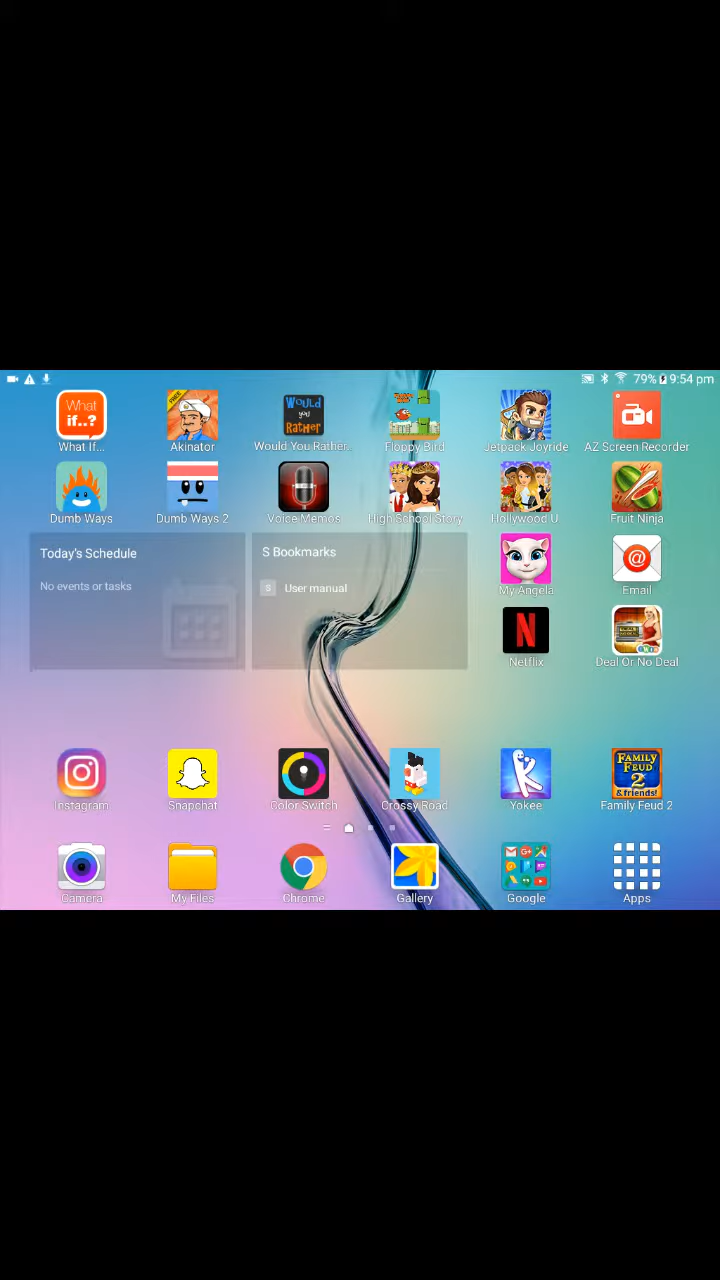 79% 9:54 pm
What if..?
FREE
Would you Rather
What If...
Akinator
Would You Rather..
Floppy Bird
Jetpack Joyride
AZ Screen Recorder
Dumb Ways
Dumb Ways 2
Voice Memos
High School Story
Hollywood U
Fruit Ninja
Today's Schedule
No events or tasks
S Bookmarks
S User manual
My Angela
@
Email
N
Netflix
Deal Or No Deal
FAMILY FEUD 2 & friends!
Instagram
Snapchat
Color Switch
Crossy Road
Yokee
Family Feud 2
Camera
My Files
Chrome
Gallery
Google
Apps